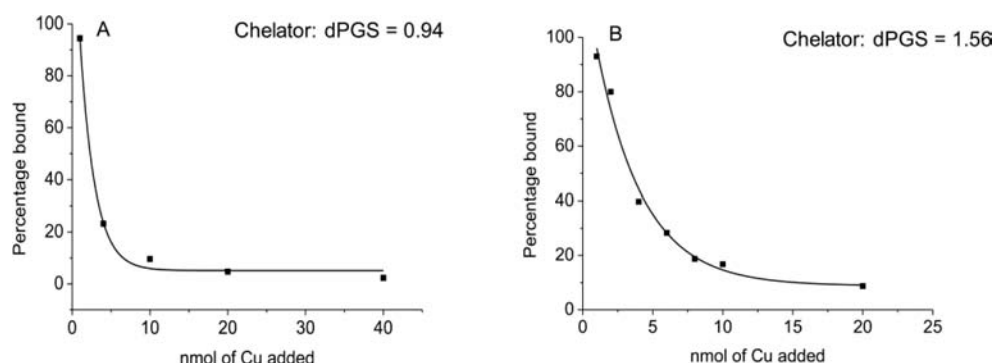 A
Chelator: dPGS = 0.94
Percentage bound
100
80
60
40
20
0
0 10 20 30 40
nmol of Cu added
B
Chelator: dPGS = 1.56
Percentage bound
100
80
60
40
20
0
0 5 10 15 20 25
nmol of Cu added